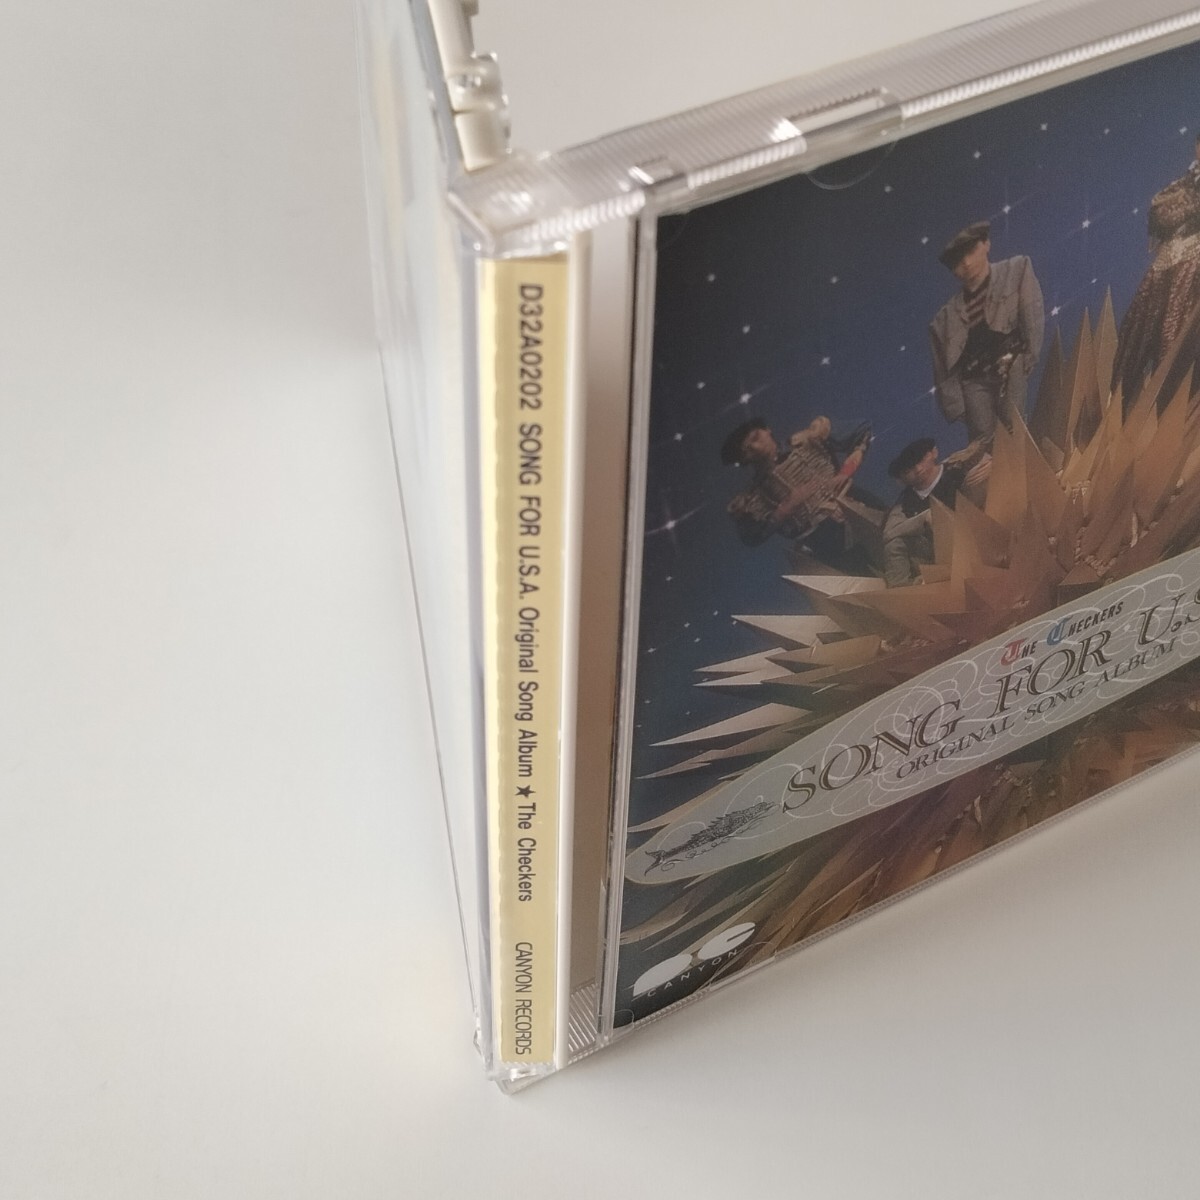 D32A0202 SONG FOR U.S.A. Original Song Album ★ The Checkers CANYON RECORDS
THE CHECKERS
SONG FOR U.S
ORIGINAL SONG ALBUM
CANYON